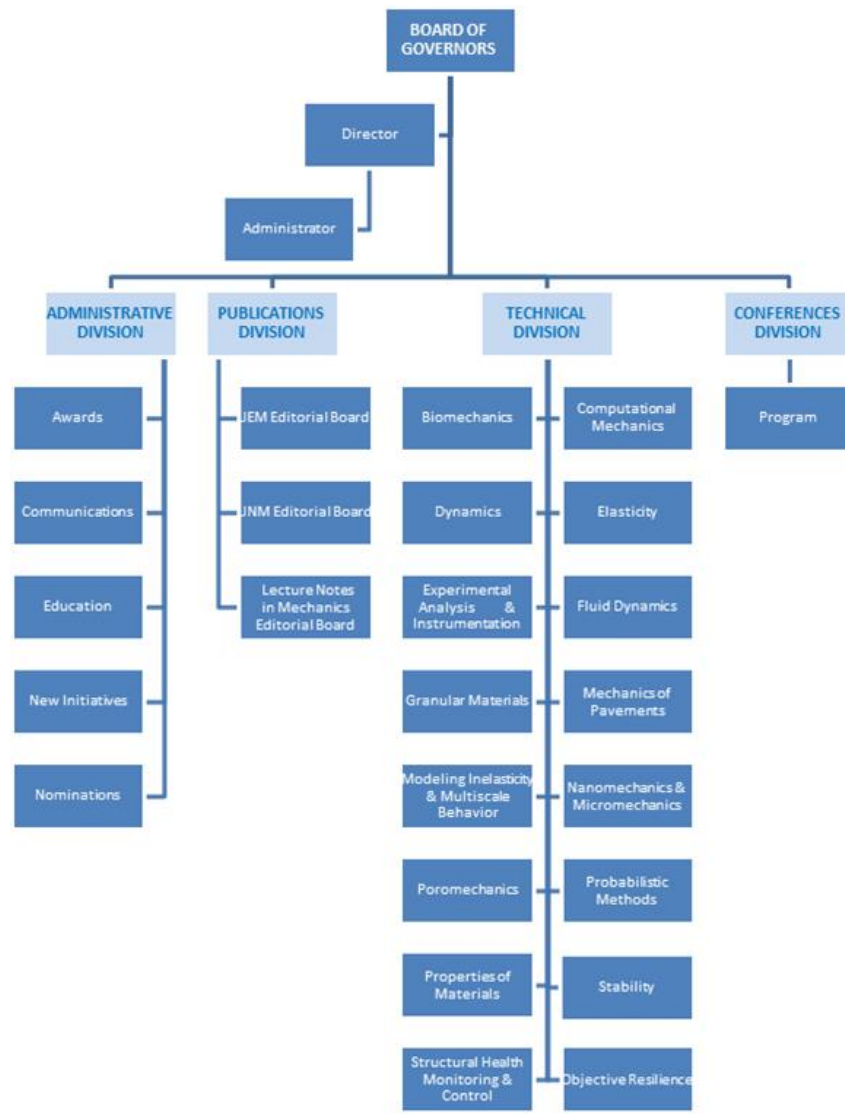 BOARD OF
GOVERNORS
Director
Administrator
ADMINISTRATIVE
DIVISION
PUBLICATIONS
DIVISION
TECHNICAL
DIVISION
CONFERENCES
DIVISION
Awards
JEM Editorial Board
Biomechanics
Computational
Mechanics
Program
Communications
JNM Editorial Board
Dynamics
Elasticity
Education
Lecture Notes
in Mechanics
Editorial Board
Experimental
Analysis &
Instrumentation
Fluid Dynamics
New Initiatives
Granular Materials
Mechanics of
Pavements
Nominations
Modeling Inelasticity
& Multiscale
Behavior
Nanomechanics &
Micromechanics
Poromechanics
Probabilistic
Methods
Properties of
Materials
Stability
Structural Health
Monitoring &
Control
Objective Resilience